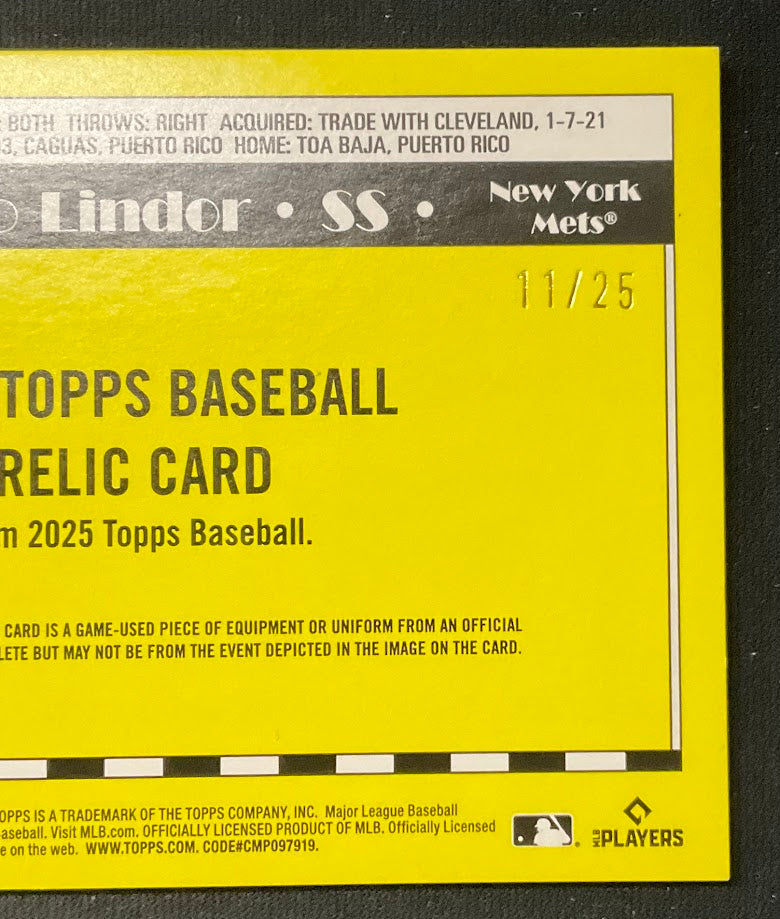 : BOTH THROWS: RIGHT ACQUIRED: TRADE WITH CLEVELAND, 1-7-21
3, CAGUAS, PUERTO RICO HOME: TOA BAJA, PUERTO RICO
o Lindor • SS •
New York
Mets®
11/25
TOPPS BASEBALL
RELIC CARD
m 2025 Topps Baseball.
CARD IS A GAME-USED PIECE OF EQUIPMENT OR UNIFORM FROM AN OFFICIAL
LETE BUT MAY NOT BE FROM THE EVENT DEPICTED IN THE IMAGE ON THE CARD.
OPPS IS A TRADEMARK OF THE TOPPS COMPANY, INC. Major League Baseball
aseball. Visit MLB.com. OFFICIALLY LICENSED PRODUCT OF MLB. Officially Licensed
e on the web. WWW.TOPPS.COM. CODE#CMP097919.
MLB PLAYERS